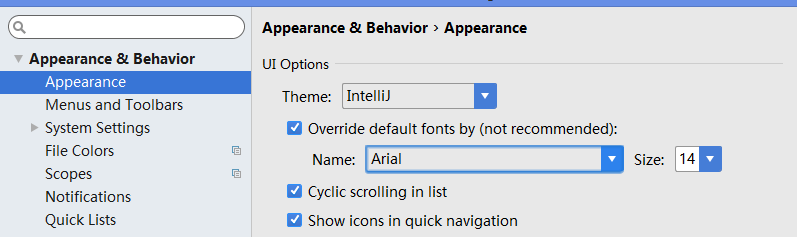 Appearance & Behavior › Appearance
Appearance & Behavior
Appearance
Menus and Toolbars
System Settings
File Colors
Scopes
Notifications
Quick Lists
UI Options
Theme: IntelliJ
Override default fonts by (not recommended):
Name: Arial Size: 14
Cyclic scrolling in list
Show icons in quick navigation